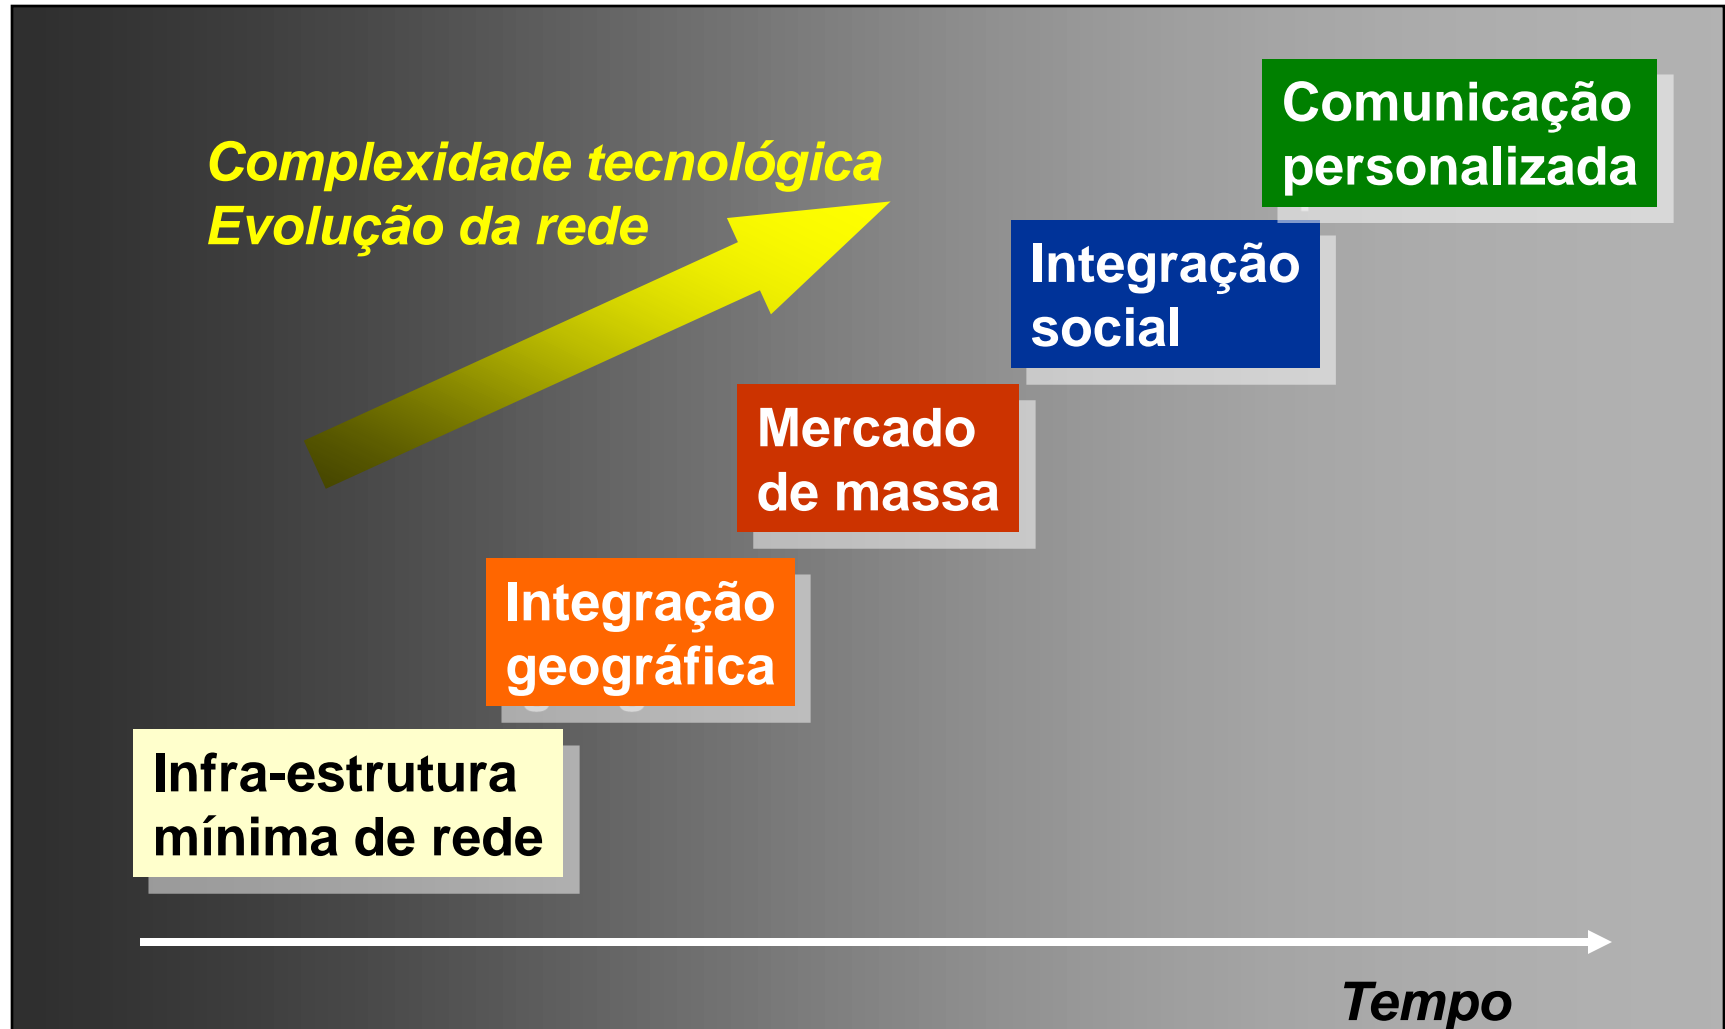 Complexidade tecnológica
Evolução da rede
Comunicação
personalizada
Integração
social
Mercado
de massa
Integração
geográfica
Infra-estrutura
mínima de rede
Tempo